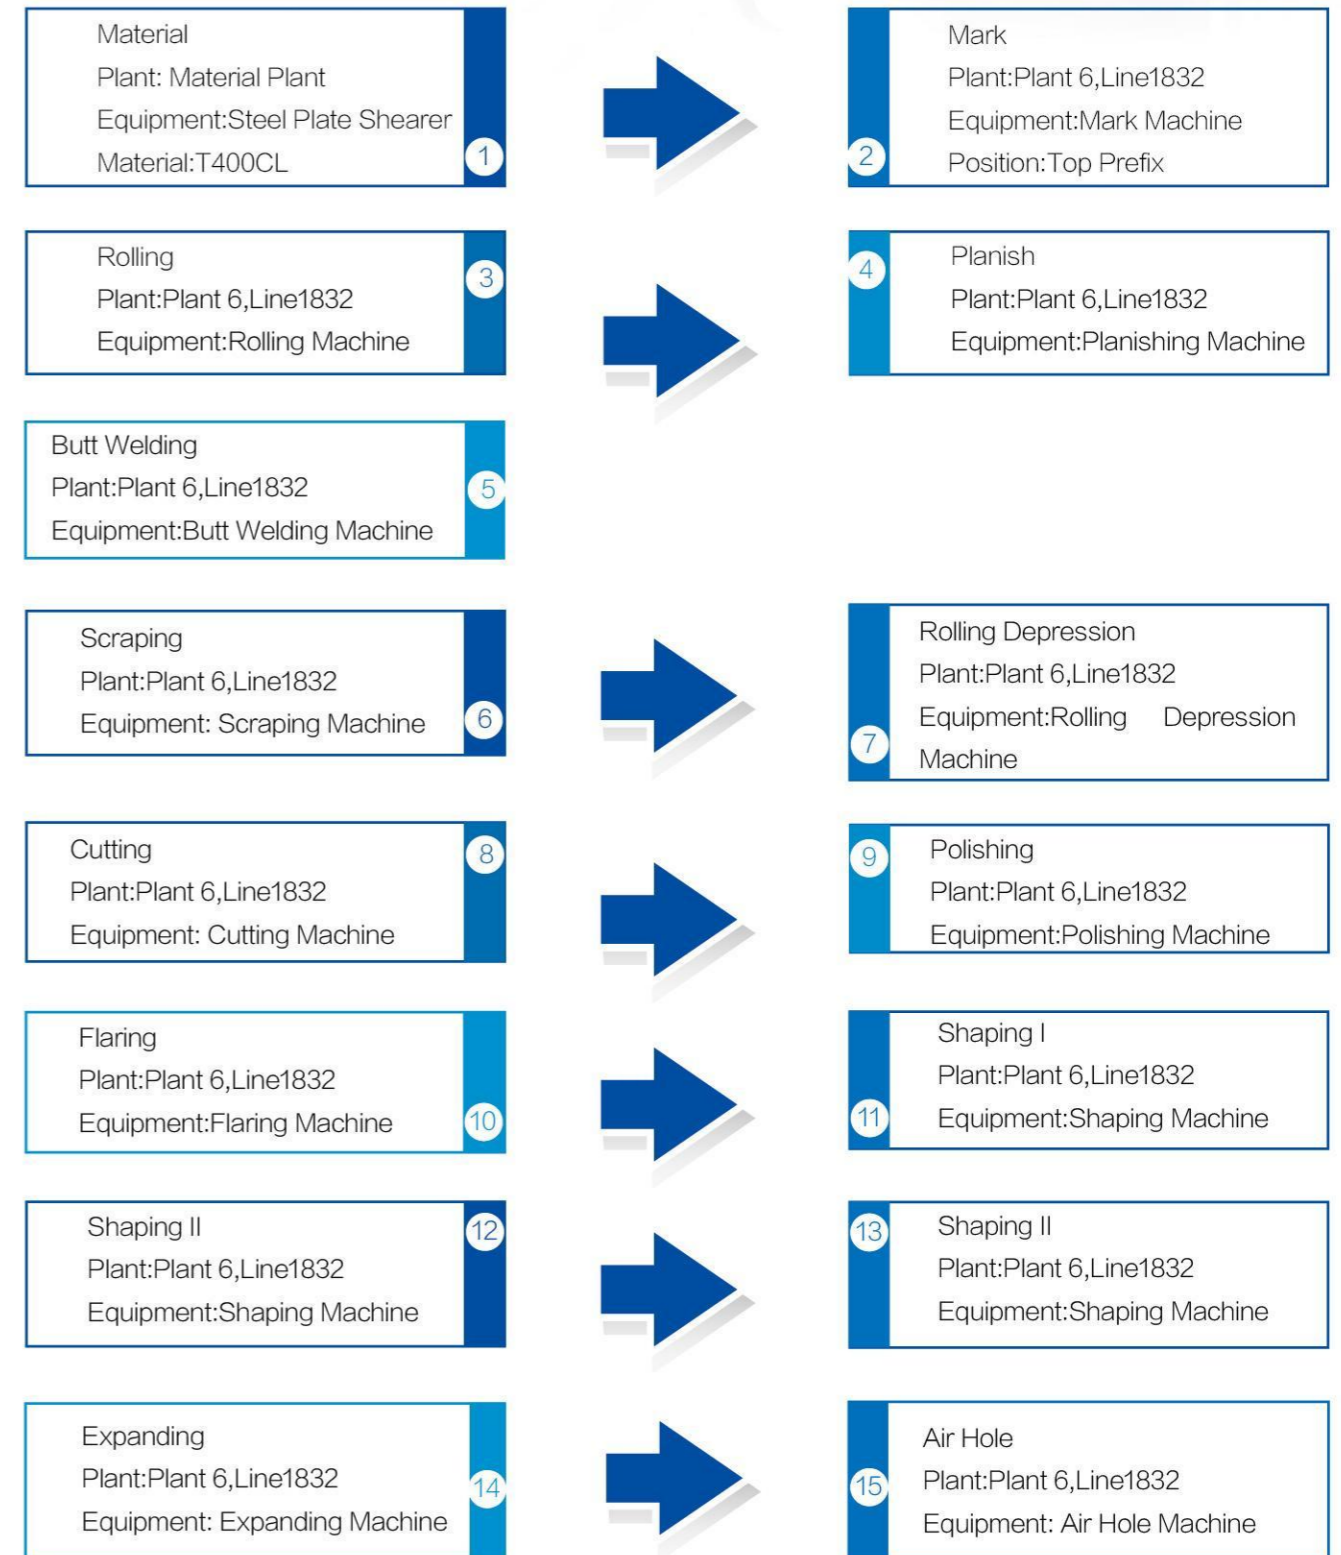 Material
Plant: Material Plant
Equipment:Steel Plate Shearer
Material:T400CL
1
Mark
Plant:Plant 6,Line1832
Equipment:Mark Machine
Position:Top Prefix
2
Rolling
Plant:Plant 6,Line1832
Equipment:Rolling Machine
3
Planish
Plant:Plant 6,Line1832
Equipment:Planishing Machine
4
Butt Welding
Plant:Plant 6,Line1832
Equipment:Butt Welding Machine
5
Scraping
Plant:Plant 6,Line1832
Equipment: Scraping Machine
6
Rolling Depression
Plant:Plant 6,Line1832
Equipment:Rolling Depression
Machine
7
Cutting
Plant:Plant 6,Line1832
Equipment: Cutting Machine
8
Polishing
Plant:Plant 6,Line1832
Equipment:Polishing Machine
9
Flaring
Plant:Plant 6,Line1832
Equipment:Flaring Machine
10
Shaping I
Plant:Plant 6,Line1832
Equipment:Shaping Machine
11
Shaping II
Plant:Plant 6,Line1832
Equipment:Shaping Machine
12
Shaping II
Plant:Plant 6,Line1832
Equipment:Shaping Machine
13
Expanding
Plant:Plant 6,Line1832
Equipment: Expanding Machine
14
Air Hole
Plant:Plant 6,Line1832
Equipment: Air Hole Machine
15